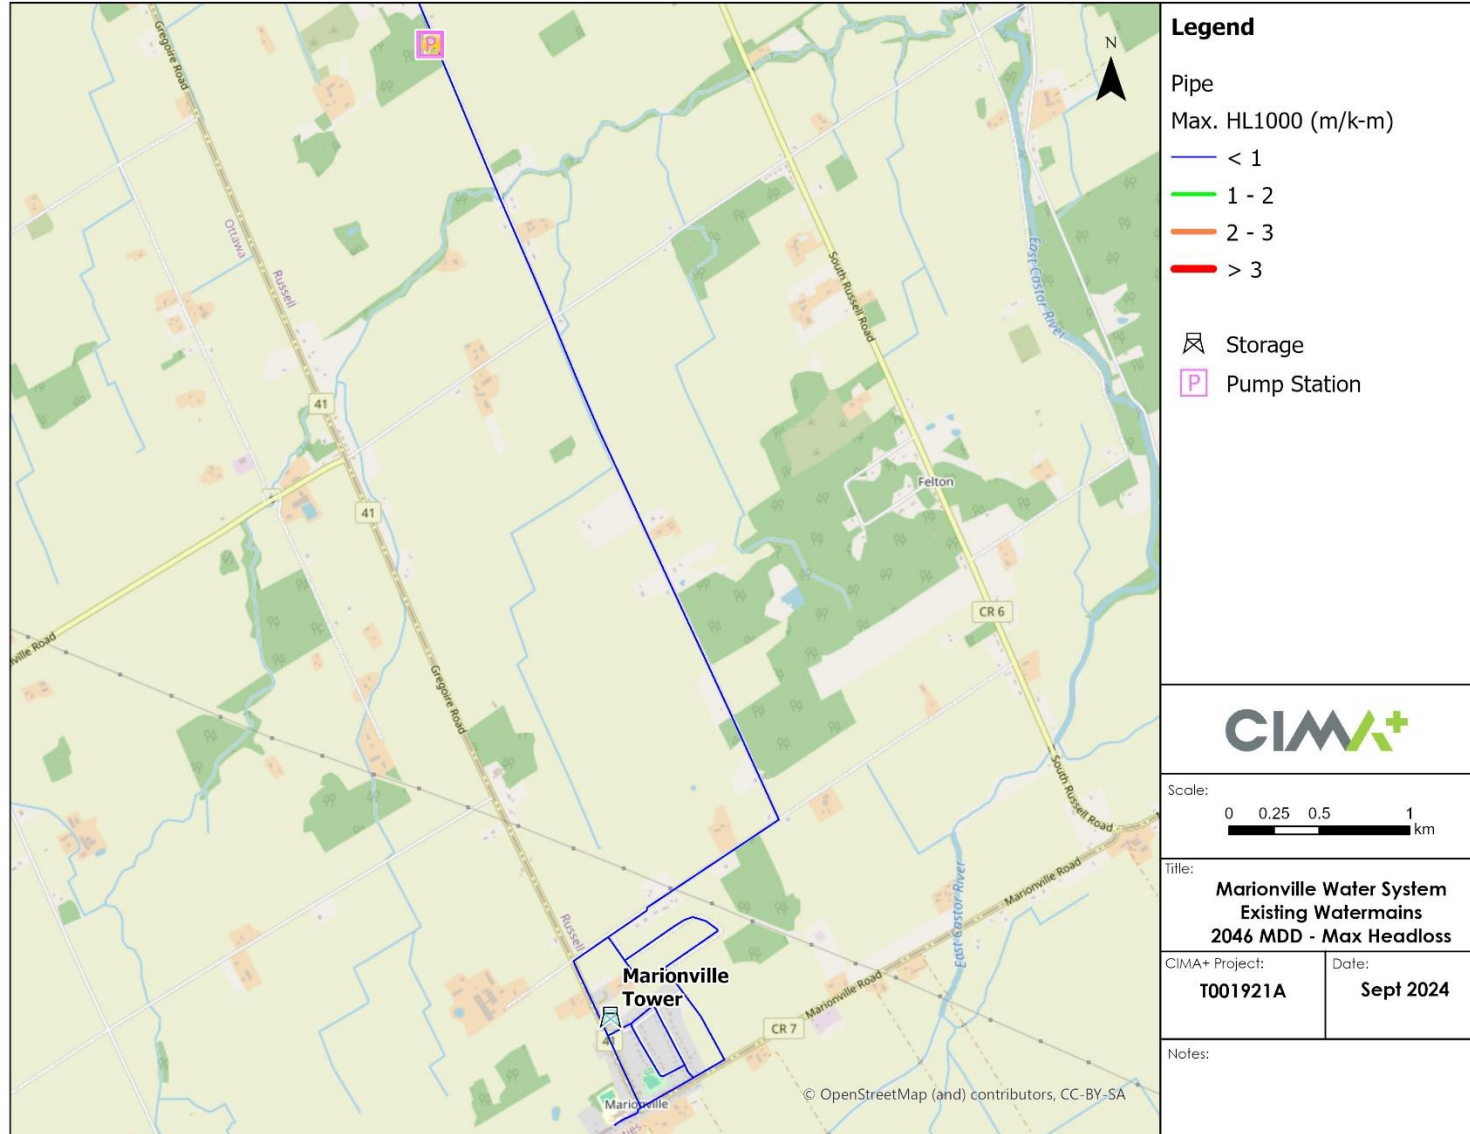 Gregoire Road
P
N
Ottawa
Russell
South Russell Road
East Castor River
41
41
Felton
CR 6
ville Road
Gregoire Road
South Russell Road
Marionville Road
East Castor River
Russell
Marionville
Tower
Marionville Road
41
CR 7
Marionville
© OpenStreetMap (and) contributors, CC-BY-SA
Legend
Pipe
Max. HL1000 (m/k-m)
< 1
1 - 2
2 - 3
> 3
Storage
P Pump Station
CIMA+
Scale:
0 0.25 0.5 1
km
Title:
Marionville Water System
Existing Watermains
2046 MDD - Max Headloss
CIMA+ Project:
T001921A
Date:
Sept 2024
Notes: